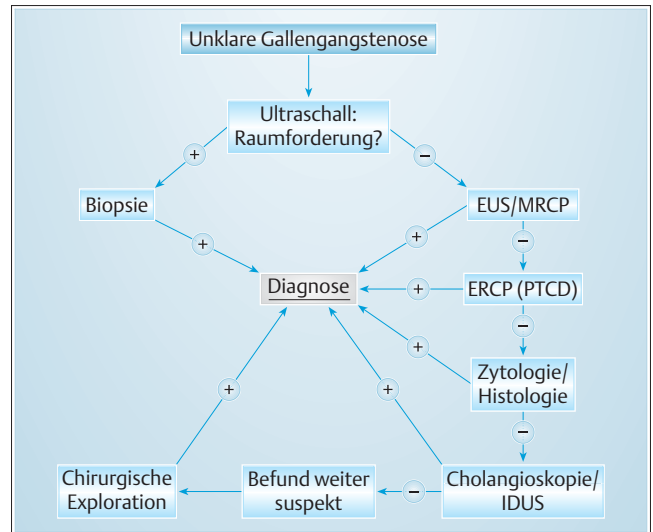 Unklare Gallengangstenose
Ultraschall:
Raumforderung?
+
−
Biopsie
EUS/MRCP
+
+
−
Diagnose
+
ERCP (PTCD)
−
+
Zytologie/
Histologie
+
+
−
Chirurgische
Exploration
Befund weiter
suspekt
−
Cholangioskopie/
IDUS